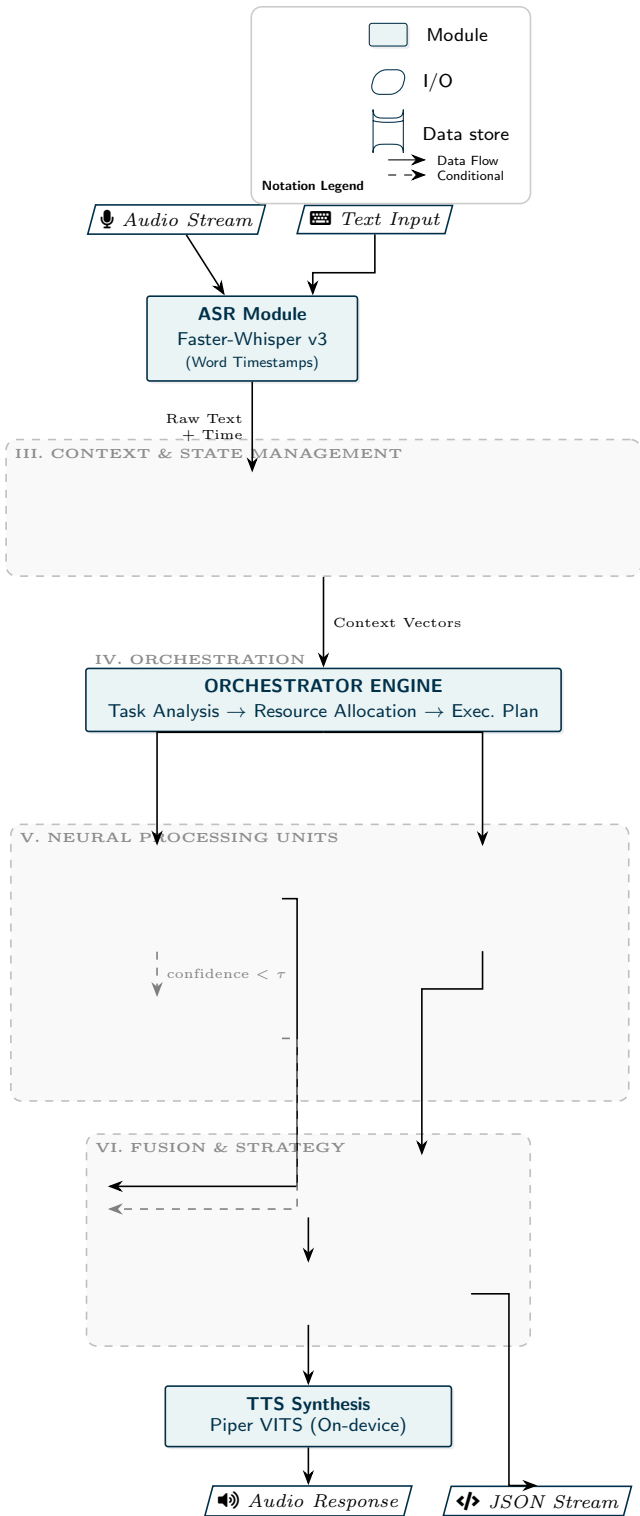 Module
I/O
Data store
Data Flow
Conditional
Notation Legend
Audio Stream
Text Input
ASR Module
Faster-Whisper v3
(Word Timestamps)
Raw Text
+ Time
III. CONTEXT & STATE MANAGEMENT
Context Vectors
IV. ORCHESTRATION
ORCHESTRATOR ENGINE
Task Analysis → Resource Allocation → Exec. Plan
V. NEURAL PROCESSING UNITS
confidence < τ
VI. FUSION & STRATEGY
TTS Synthesis
Piper VITS (On-device)
Audio Response
JSON Stream